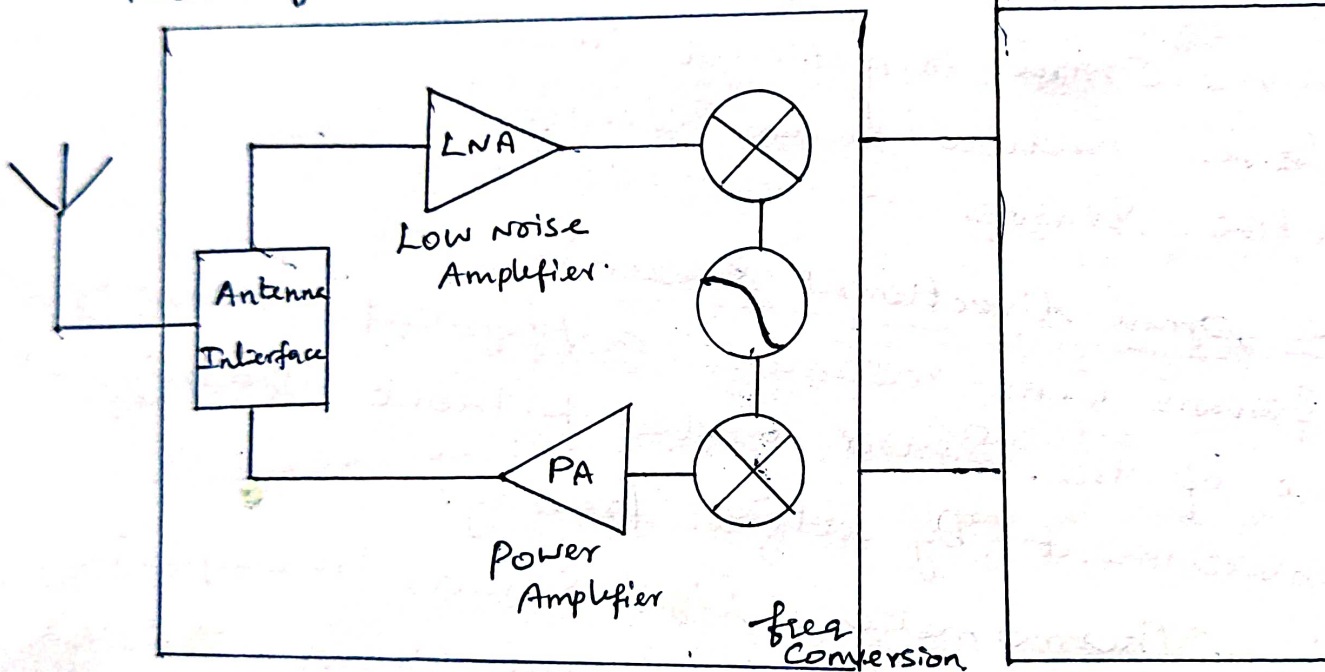 LNA
Low Noise
Amplefier.
Antenna
Interface
PA
Power
Amplefier
freq
Conversion